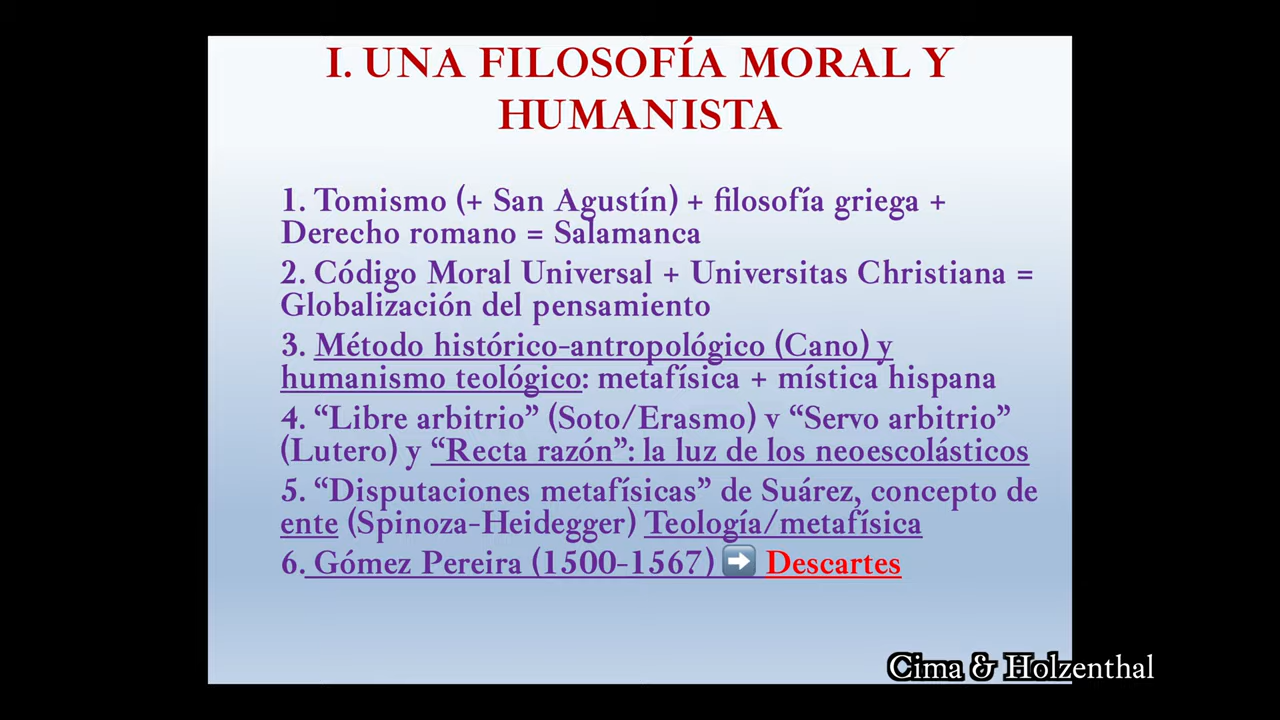 I. UNA FILOSOFÍA MORAL Y
HUMANISTA
1. Tomismo (+ San Agustín) + filosofía griega +
Derecho romano = Salamanca
2. Código Moral Universal + Universitas Christiana =
Globalización del pensamiento
3. Método histórico-antropológico (Cano) y
humanismo teológico: metafísica + mística hispana
4. “Libre arbitrio” (Soto/Erasmo) v “Servo arbitrio”
(Lutero) y “Recta razón”: la luz de los neoescolásticos
5. “Disputaciones metafísicas” de Suárez, concepto de
ente (Spinoza-Heidegger) Teología/metafísica
6. Gómez Pereira (1500-1567) ➡ Descartes
Cima & Holzenthal